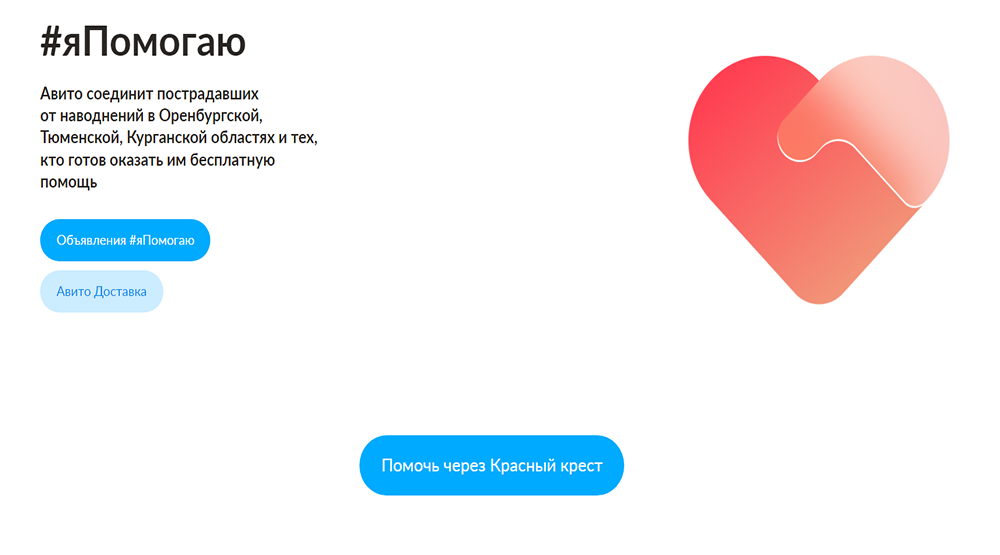 #яПомогаю
Авито соединит пострадавших
от наводнений в Оренбургской,
Тюменской, Курганской областях и тех,
кто готов оказать им бесплатную
помощь
Объявления #яПомогаю
Авито Доставка
Помочь через Красный крест